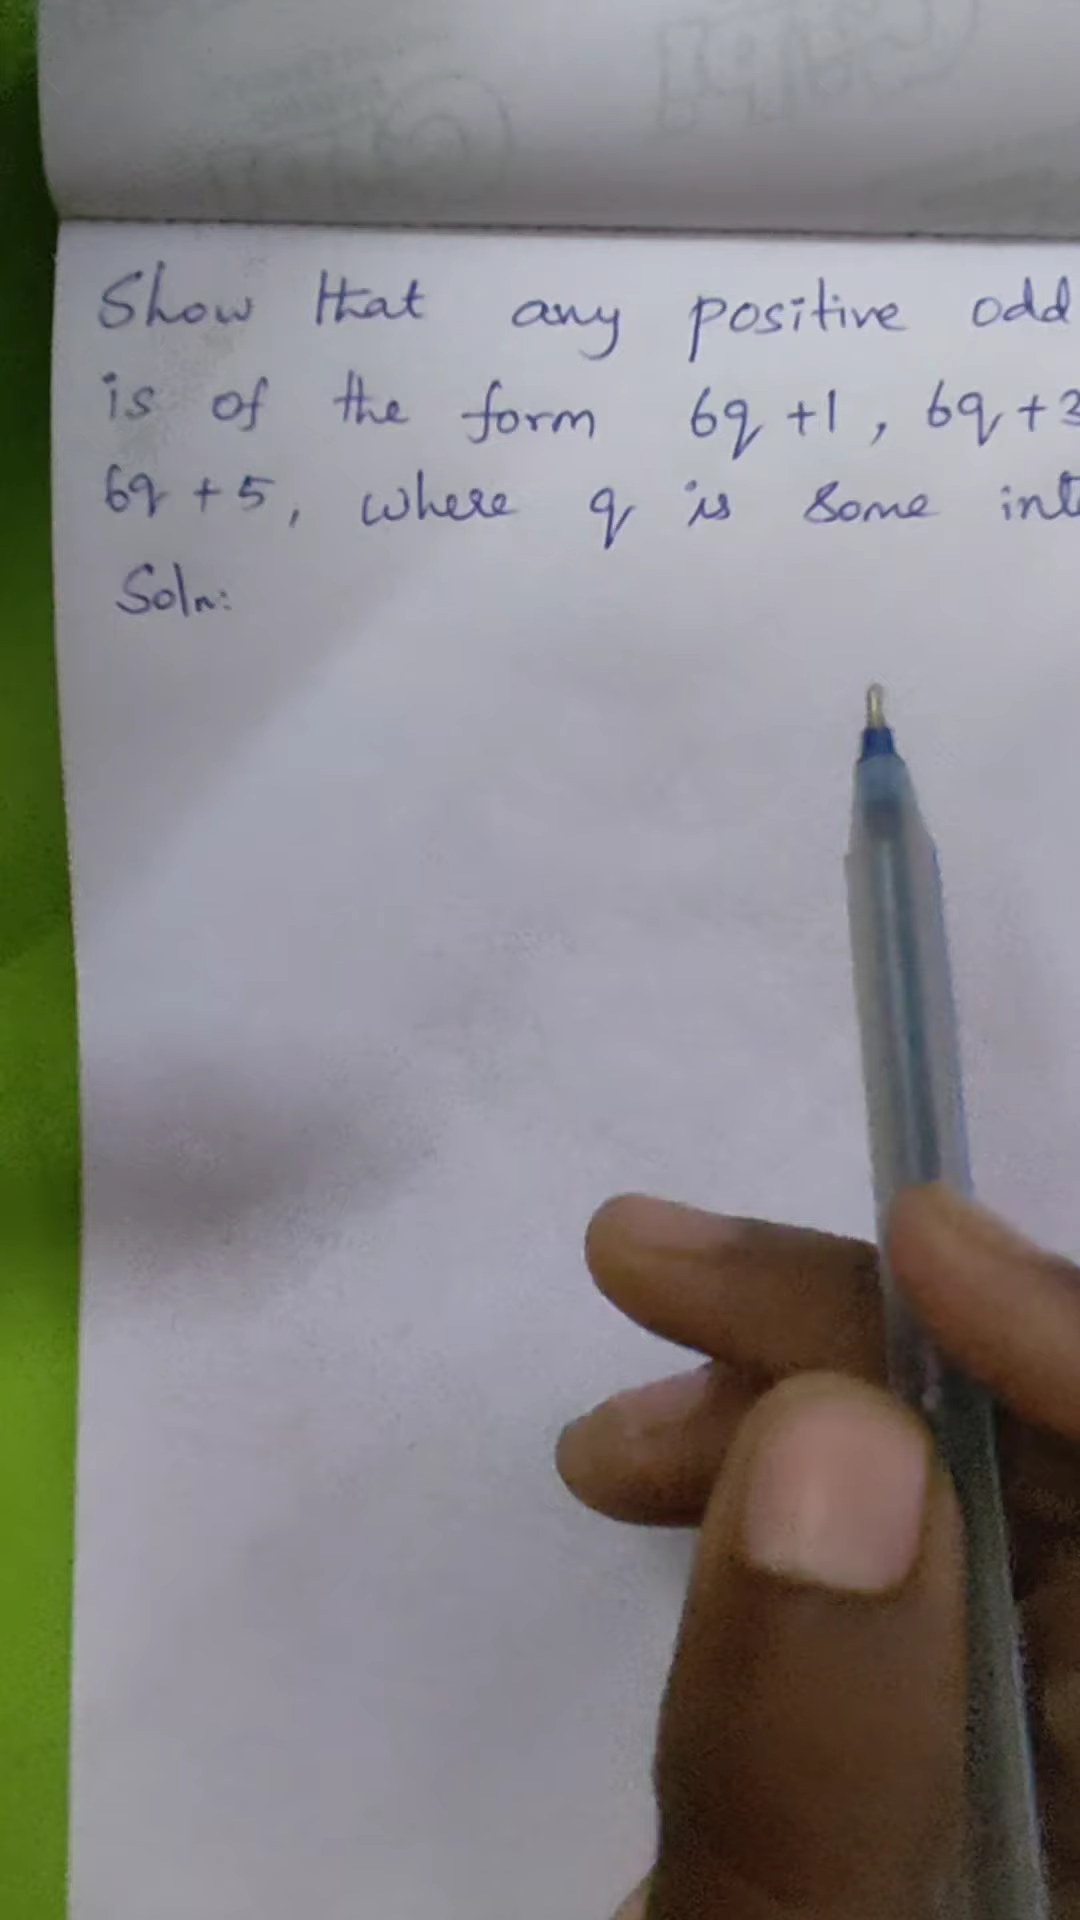 Show that any positive odd
is of the form 6q +1, 6q +3
6q +5, where q is some inte
Soln: